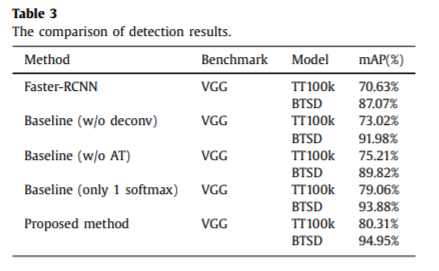 Table 3
The comparison of detection results.
Method Benchmark Model mAP(%)
Faster-RCNN VGG TT100k 70.63%
BTSD 87.07%
Baseline (w/o deconv) VGG TT100k 73.02%
BTSD 91.98%
Baseline (w/o AT) VGG TT100k 75.21%
BTSD 89.82%
Baseline (only 1 softmax) VGG TT100k 79.06%
BTSD 93.88%
Proposed method VGG TT100k 80.31%
BTSD 94.95%